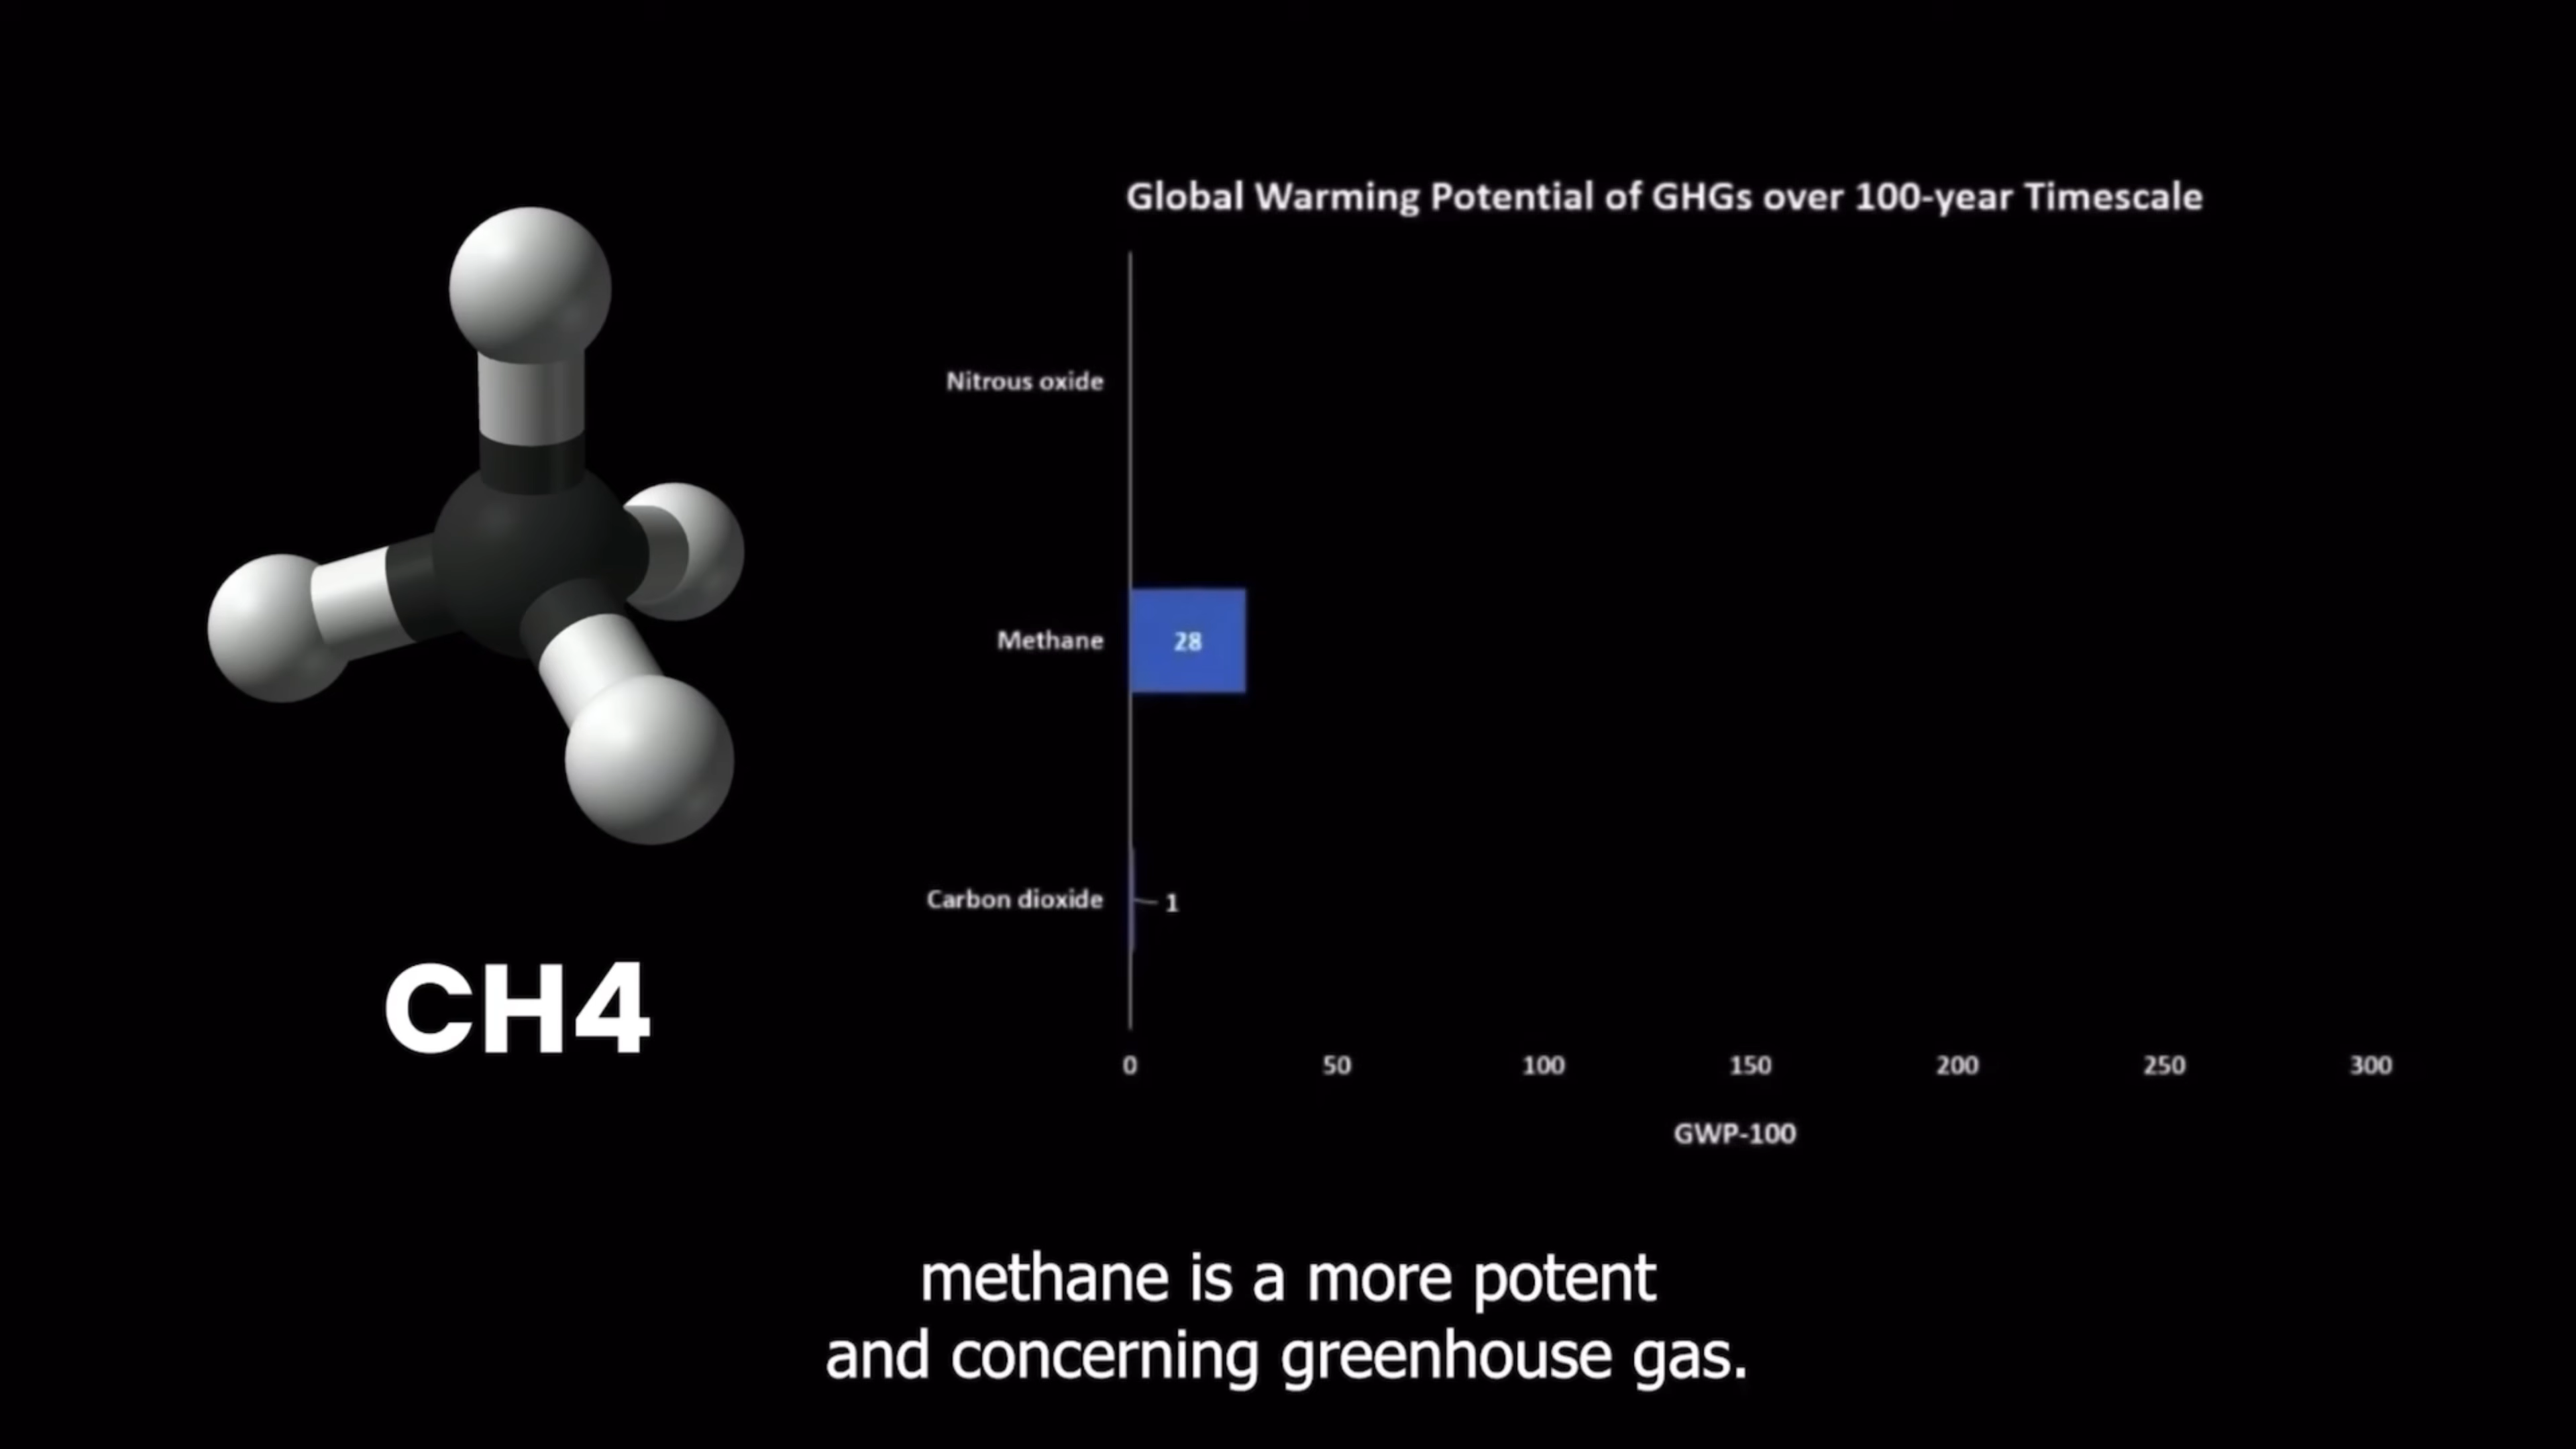 Global Warming Potential of GHGs over 100-year Timescale
Nitrous oxide
Methane 28
Carbon dioxide 1
0 50 100 150 200 250 300
GWP-100
CH4
methane is a more potent
and concerning greenhouse gas.